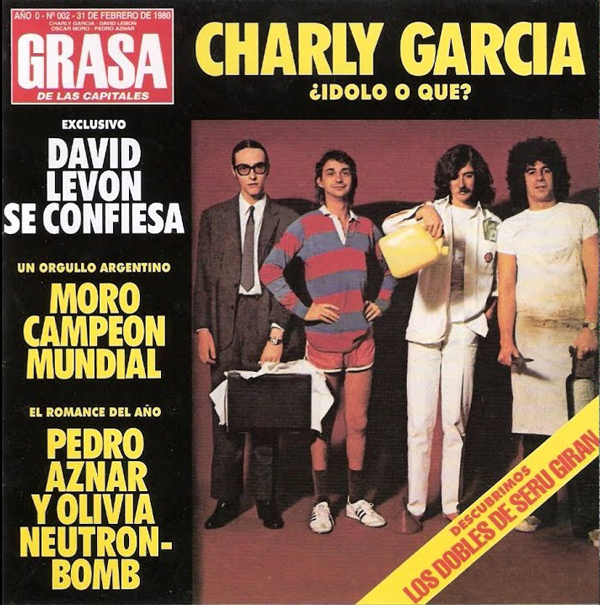 AÑO 0 - Nº 002 - 31 DE FEBRERO DE 1980
CHARLY GARCIA - DAVID LEBON
OSCAR MORO - PEDRO AZNAR
GRASA
DE LAS CAPITALES
CHARLY GARCIA
¿IDOLO O QUE?
EXCLUSIVO
DAVID
LEVON
SE CONFIESA
UN ORGULLO ARGENTINO
MORO
CAMPEON
MUNDIAL
EL ROMANCE DEL AÑO
PEDRO
AZNAR
Y OLIVIA
NEUTRON-
BOMB
DESCUBRIMOS
LOS DOBLES DE SERU GIRAN